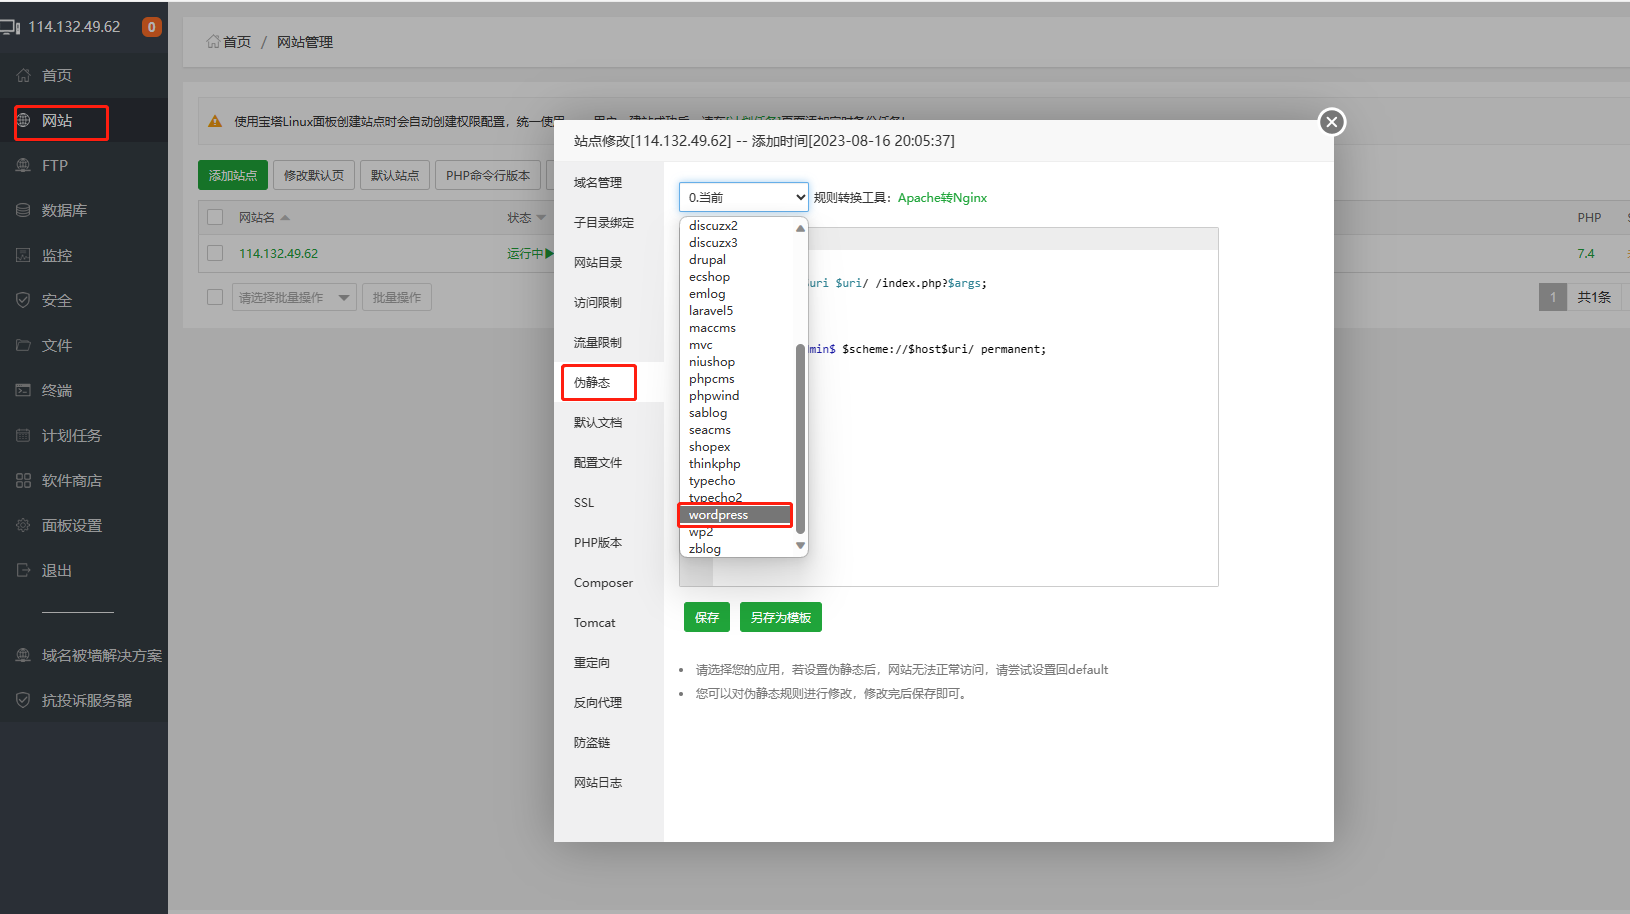 114.132.49.62
0
首页
网站
FTP
数据库
监控
安全
文件
终端
计划任务
软件商店
面板设置
退出
域名被墙解决方案
抗投诉服务器
首页 / 网站管理
使用宝塔Linux面板创建站点时会自动创建权限配置，统一使用
添加站点 修改默认页 默认站点 PHP命令行版本
网站名 状态 PHP
114.132.49.62 运行中 7.4
请选择批量操作 批量操作 1 共1条
站点修改[114.132.49.62] -- 添加时间[2023-08-16 20:05:37]
域名管理
子目录绑定
网站目录
访问限制
流量限制
伪静态
默认文档
配置文件
SSL
PHP版本
Composer
Tomcat
重定向
反向代理
防盗链
网站日志
0.当前 规则转换工具：Apache转Nginx
discuzx2
discuzx3
drupal
ecshop
emlog
laravel5
maccms
mvc
niushop
phpcms
phpwind
sablog
seacms
shopex
thinkphp
typecho
typecho2
wordpress
wp2
zblog
uri $uri/ /index.php?$args;
min$ $scheme://$host$uri/ permanent;
保存 另存为模板
请选择您的应用，若设置伪静态后，网站无法正常访问，请尝试设置回default
您可以对伪静态规则进行修改，修改完后保存即可。